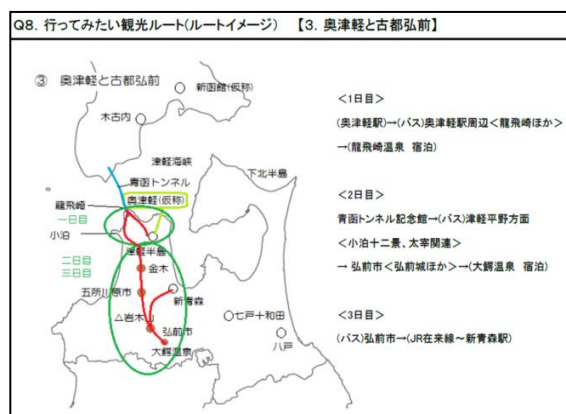 Q8. 行ってみたい観光ルート(ルートイメージ) 【3. 奥津軽と古都弘前】
③ 奥津軽と古都弘前
新函館(仮称)
木古内
津軽海峡
下北半島
青函トンネル
奥津軽(仮称)
龍飛崎
一日目
小泊
津軽半島
二日目
三日目
金木
五所川原市
新青森
△岩木山
弘前市
大鰐温泉
七戸十和田
八戸
<1日目>
(奥津軽駅)→(バス)奥津軽駅周辺<龍飛崎ほか>
→(龍飛崎温泉 宿泊)
<2日目>
青函トンネル記念館→(バス)津軽平野方面
<小泊十二景、太宰関連>
→ 弘前市<弘前城ほか>→(大鰐温泉 宿泊)
<3日目>
(バス)弘前市→(JR在来線～新青森駅)